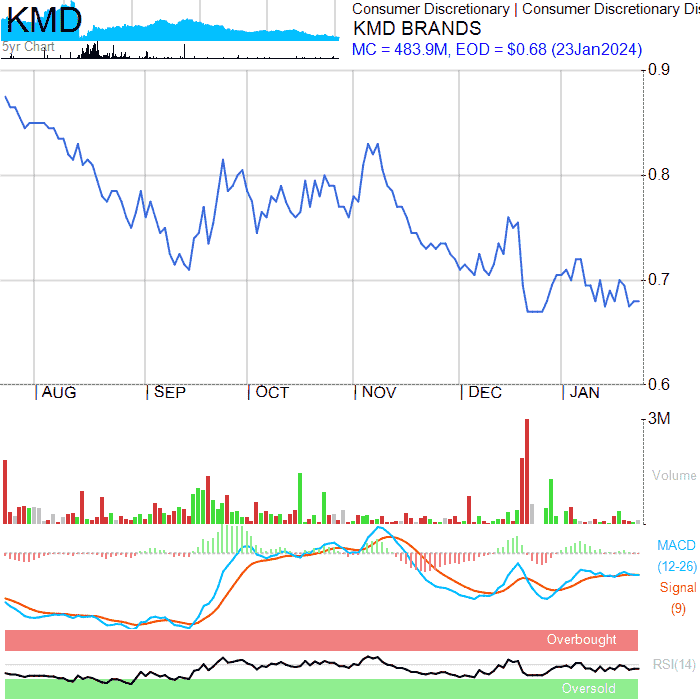 KMD
5yr Chart
Consumer Discretionary | Consumer Discretionary Dis
KMD BRANDS
MC = 483.9M, EOD = $0.68 (23Jan2024)
0.9
0.8
0.7
0.6
AUG SEP OCT NOV DEC JAN
3M
Volume
MACD
(12-26)
Signal
(9)
Overbought
RSI(14)
Oversold